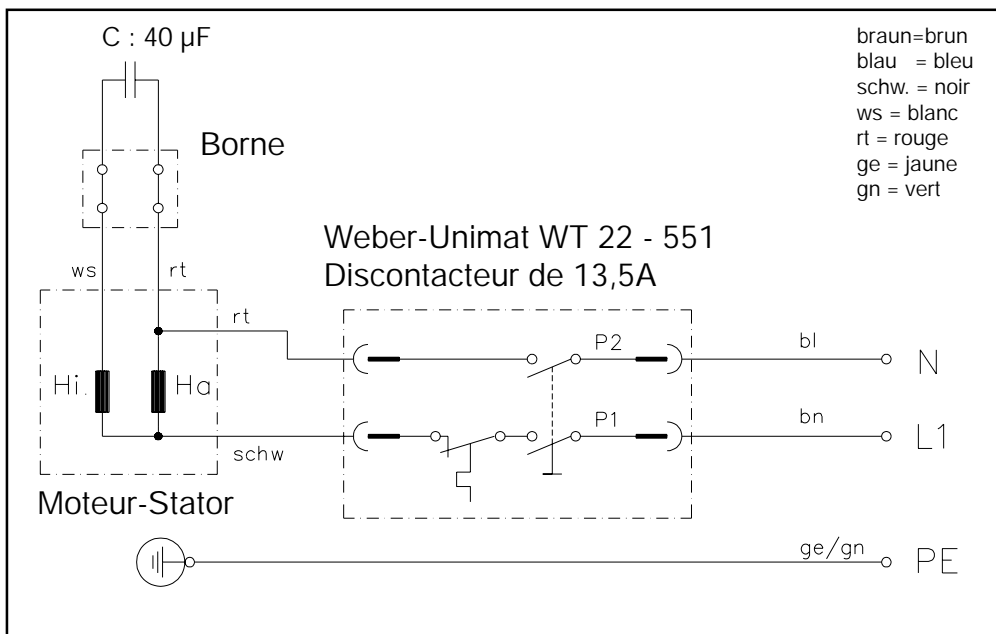 C : 40 µF
braun=brun
blau = bleu
schw. = noir
ws = blanc
rt = rouge
ge = jaune
gn = vert
Borne
Weber-Unimat WT 22 - 551
Discontacteur de 13,5A
ws
rt
rt
P2
bl
N
Hi.
Ha
P1
bn
L1
schw
Moteur-Stator
ge/gn
PE